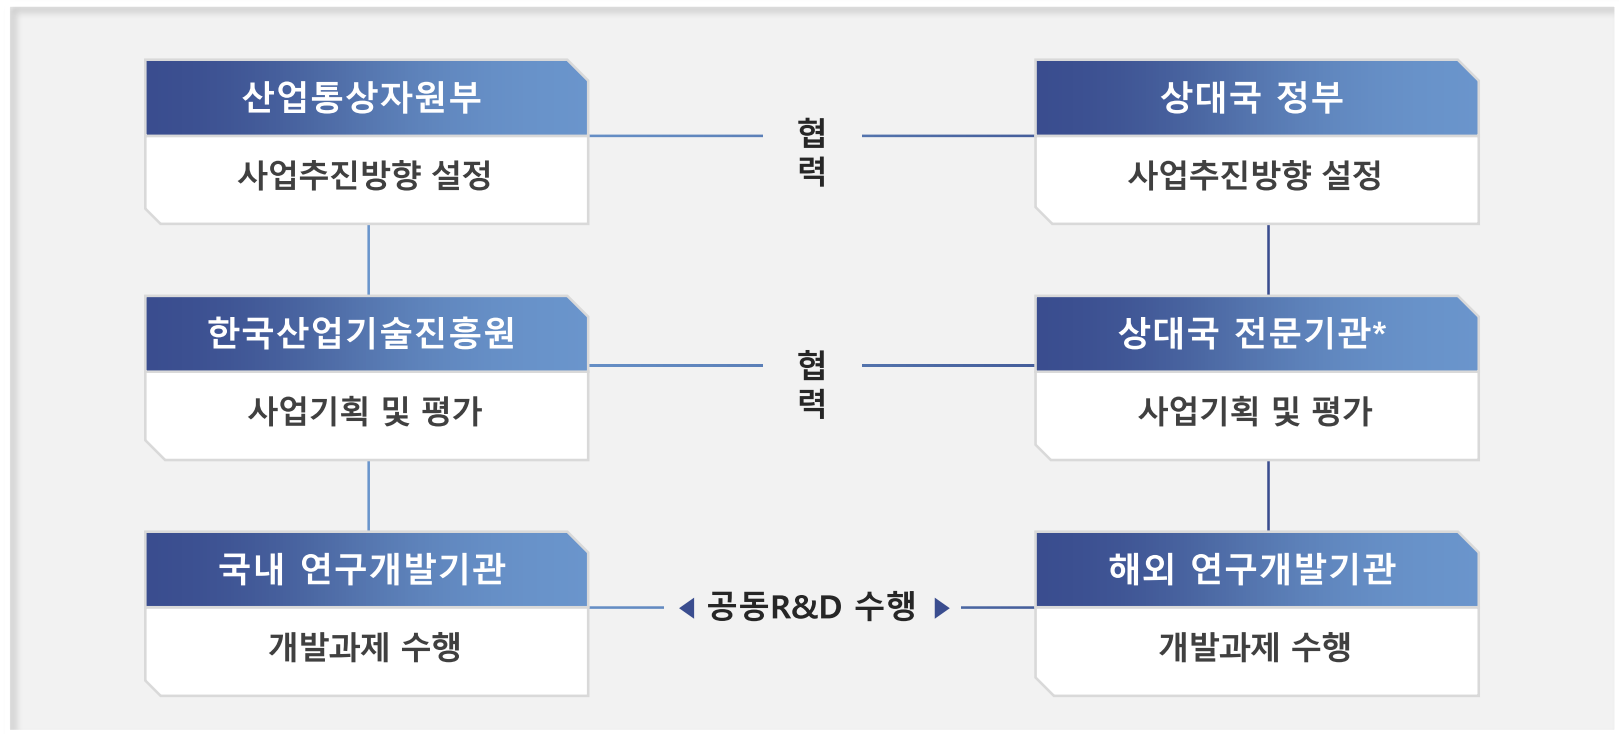 산업통상자원부
사업추진방향 설정
협
력
상대국 정부
사업추진방향 설정
한국산업기술진흥원
사업기획 및 평가
협
력
상대국 전문기관*
사업기획 및 평가
국내 연구개발기관
개발과제 수행
공동R&D 수행
해외 연구개발기관
개발과제 수행